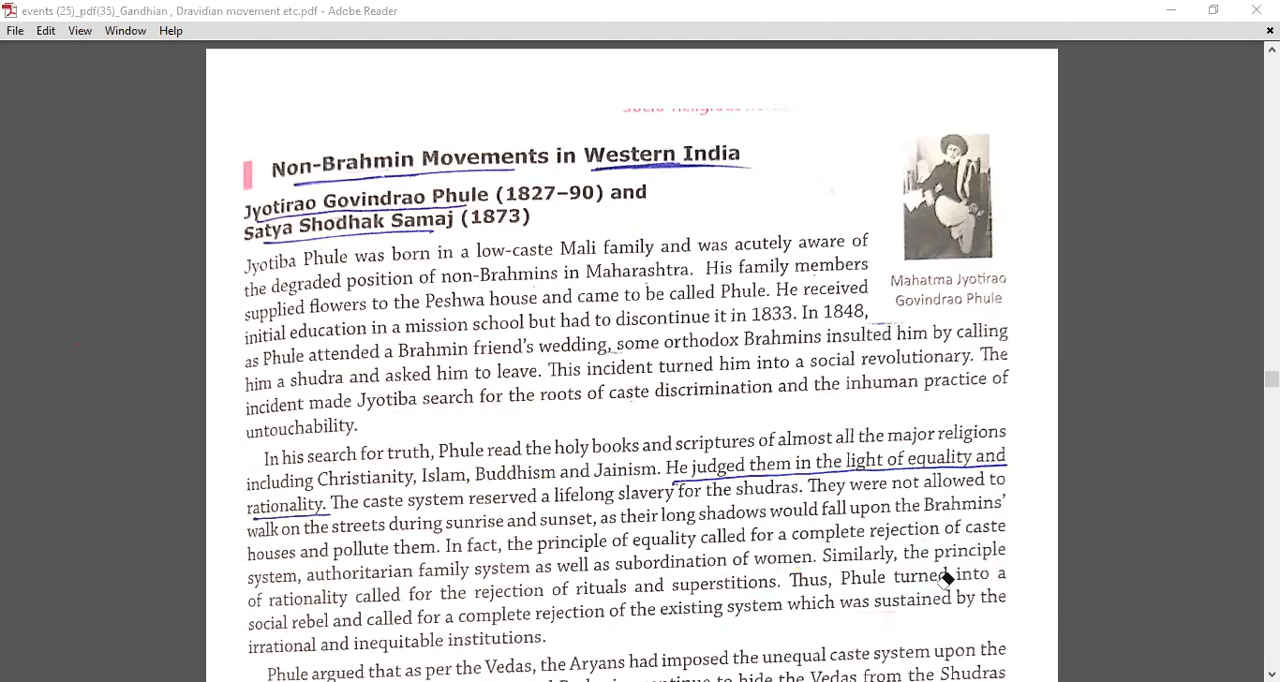 events (25)_pdf(35)_Gandhian , Dravidian movement etc.pdf - Adobe Reader
File Edit View Window Help
Non-Brahmin Movements in Western India
Jyotirao Govindrao Phule (1827–90) and
Satya Shodhak Samaj (1873)
Jyotiba Phule was born in a low-caste Mali family and was acutely aware of
the degraded position of non-Brahmins in Maharashtra. His family members
supplied flowers to the Peshwa house and came to be called Phule. He received
initial education in a mission school but had to discontinue it in 1833. In 1848,
as Phule attended a Brahmin friend's wedding, some orthodox Brahmins insulted him by calling
him a shudra and asked him to leave. This incident turned him into a social revolutionary. The
incident made Jyotiba search for the roots of caste discrimination and the inhuman practice of
untouchability.
Mahatma Jyotirao
Govindrao Phule
In his search for truth, Phule read the holy books and scriptures of almost all the major religions
including Christianity, Islam, Buddhism and Jainism. He judged them in the light of equality and
rationality. The caste system reserved a lifelong slavery for the shudras. They were not allowed to
walk on the streets during sunrise and sunset, as their long shadows would fall upon the Brahmins'
houses and pollute them. In fact, the principle of equality called for a complete rejection of caste
system, authoritarian family system as well as subordination of women. Similarly, the principle
of rationality called for the rejection of rituals and superstitions. Thus, Phule turned into a
social rebel and called for a complete rejection of the existing system which was sustained by the
irrational and inequitable institutions.
Phule argued that as per the Vedas, the Aryans had imposed the unequal caste system upon the
continue to hide the Vedas from the Shudras